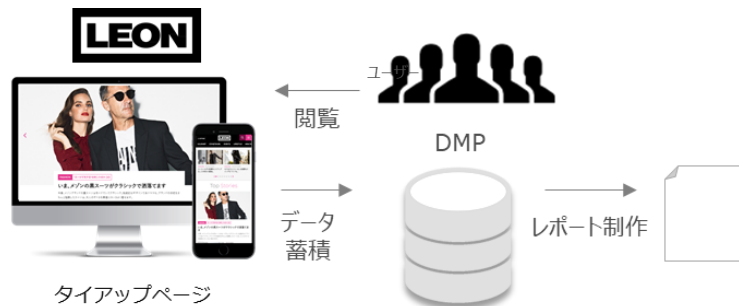 LEON
ユーザー
閲覧
DMP
LEON
いま、メゾンの黒スーツがクラシックで洒落てます
データ
蓄積
レポート制作
タイアップページ